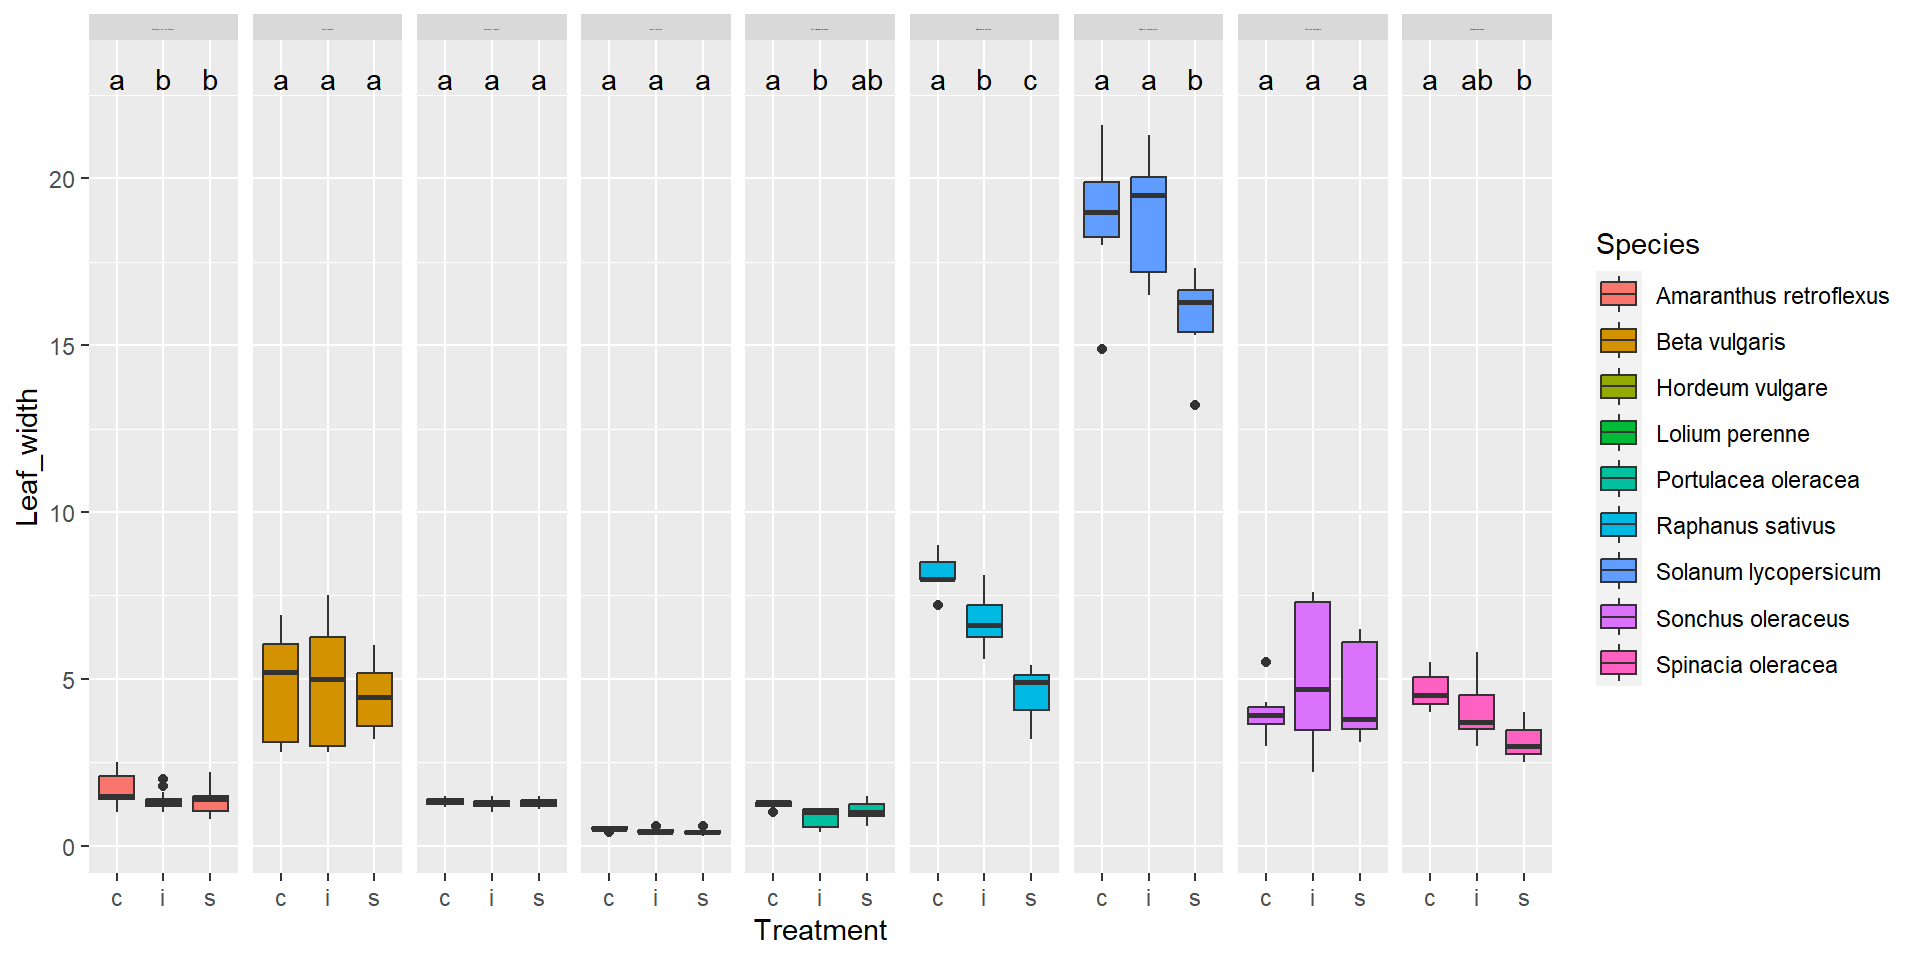 a b b a a a a a a a a a a b ab a b c a a b a a a a ab b
20
15
10
5
0
Leaf_width
c i s c i s c i s c i s c i s c i s c i s c i s c i s
Treatment
Species
Amaranthus retroflexus
Beta vulgaris
Hordeum vulgare
Lolium perenne
Portulacea oleracea
Raphanus sativus
Solanum lycopersicum
Sonchus oleraceus
Spinacia oleracea